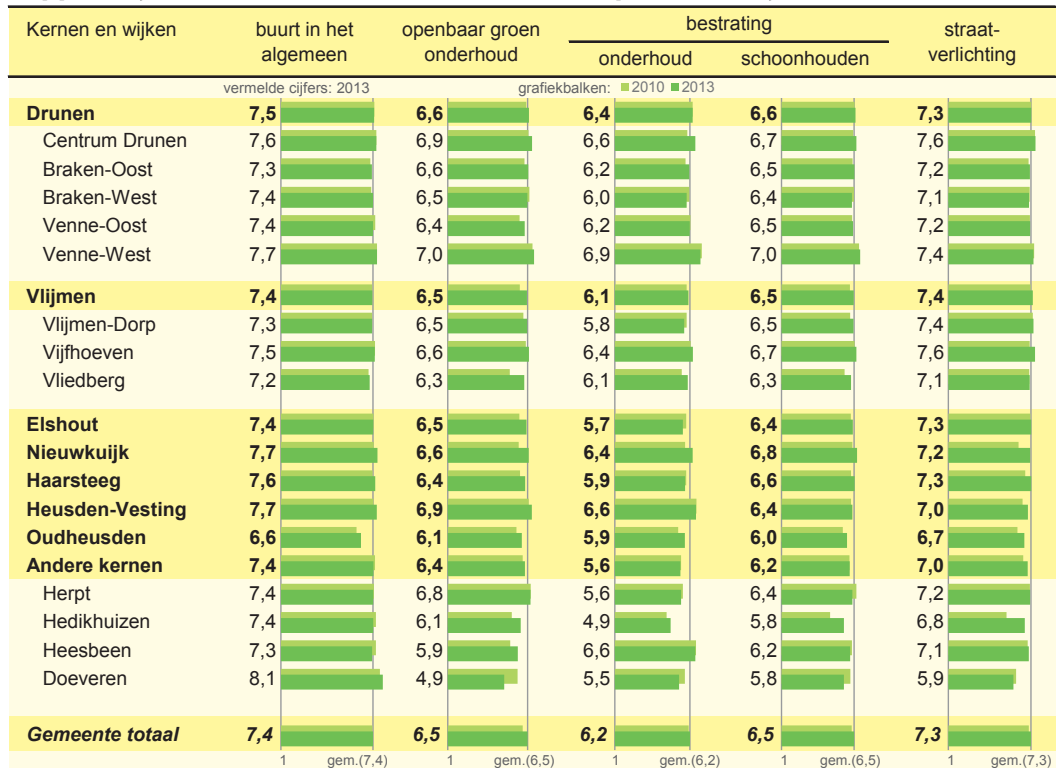 Kernen en wijken buurt in het algemeen openbaar groen onderhoud bestrating straat-verlichting
onderhoud schoonhouden
vermelde cijfers: 2013 grafiekbalken: 2010 2013
Drunen 7,5 6,6 6,4 6,6 7,3
Centrum Drunen 7,6 6,9 6,6 6,7 7,6
Braken-Oost 7,3 6,6 6,2 6,5 7,2
Braken-West 7,4 6,5 6,0 6,4 7,1
Venne-Oost 7,4 6,4 6,2 6,5 7,2
Venne-West 7,7 7,0 6,9 7,0 7,4
Vlijmen 7,4 6,5 6,1 6,5 7,4
Vlijmen-Dorp 7,3 6,5 5,8 6,5 7,4
Vijfhoeven 7,5 6,6 6,4 6,7 7,6
Vliedberg 7,2 6,3 6,1 6,3 7,1
Elshout 7,4 6,5 5,7 6,4 7,3
Nieuwkuijk 7,7 6,6 6,4 6,8 7,2
Haarsteeg 7,6 6,4 5,9 6,6 7,3
Heusden-Vesting 7,7 6,9 6,6 6,4 7,0
Oudheusden 6,6 6,1 5,9 6,0 6,7
Andere kernen 7,4 6,4 5,6 6,2 7,0
Herpt 7,4 6,8 5,6 6,4 7,2
Hedikhuizen 7,4 6,1 4,9 5,8 6,8
Heesbeen 7,3 5,9 6,6 6,2 7,1
Doeveren 8,1 4,9 5,5 5,8 5,9
Gemeente totaal 7,4 6,5 6,2 6,5 7,3
1 gem.(7,4) 1 gem.(6,5) 1 gem.(6,2) 1 gem.(6,5) 1 gem.(7,3)